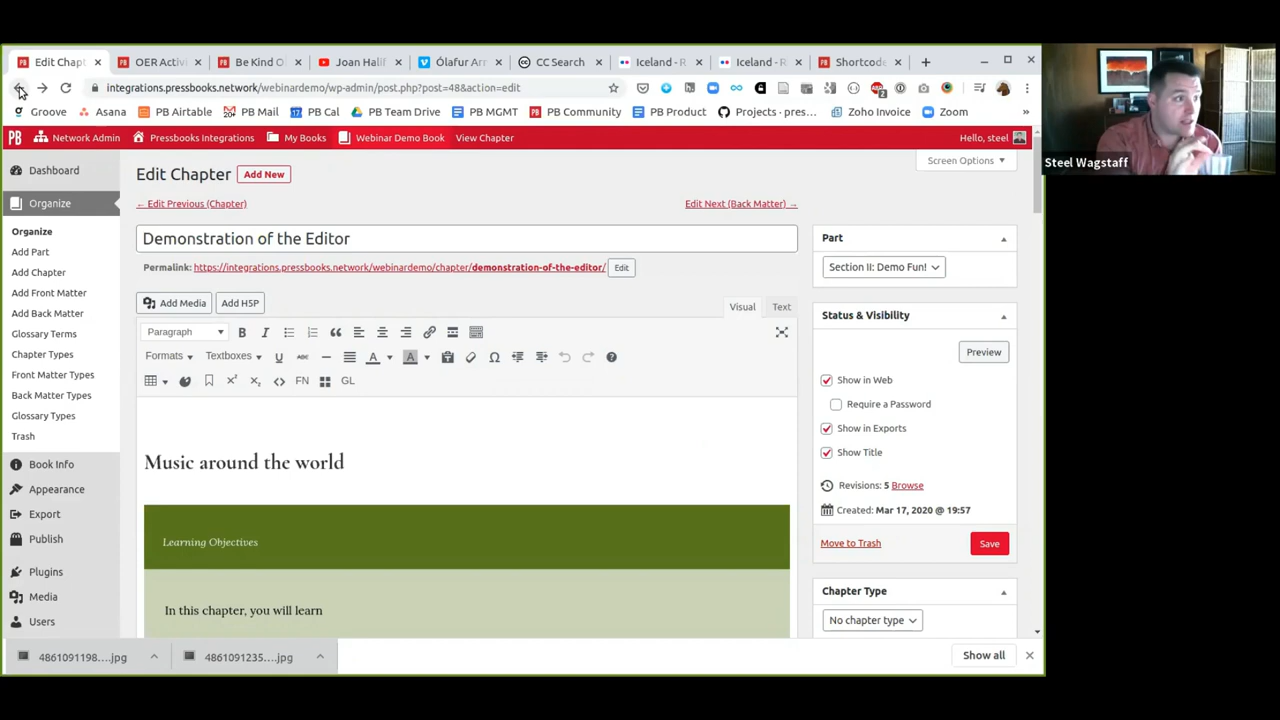 Edit Chapt
OER Activ
Be Kind O
Joan Halif
Ólafur Arn
CC Search
Iceland - R
Iceland - R
Shortcode
integrations.pressbooks.network/webinardemo/wp-admin/post.php?post=48&action=edit
Groove Asana PB Airtable PB Mail PB Cal PB Team Drive PB MGMT PB Products PB Product Projects · pres... Zoho Invoice Zoom »
PB Network Admin Pressbooks Integrations My Books Webinar Demo Book View Chapter Hello, steel
Dashboard
Organize
Organize
Add Part
Add Chapter
Add Front Matter
Add Back Matter
Glossary Terms
Chapter Types
Front Matter Types
Back Matter Types
Glossary Types
Trash
Book Info
Appearance
Export
Publish
Plugins
Media
Users
Screen Options
Edit Chapter Add New
← Edit Previous (Chapter) Edit Next (Back Matter) →
Demonstration of the Editor
Permalink: https://integrations.pressbooks.network/webinardemo/chapter/demonstration-of-the-editor/ Edit
Add Media Add H5P
Visual Text
Paragraph B I
Formats Textboxes U ABC A A Ω
FN GL
Music around the world
Learning Objectives
In this chapter, you will learn
Part
Section II: Demo Fun!
Status & Visibility
Preview
Show in Web
Require a Password
Show in Exports
Show Title
Revisions: 5 Browse
Created: Mar 17, 2020 @ 19:57
Move to Trash Save
Chapter Type
No chapter type
4861091198....jpg
4861091235....jpg
Show all
Steel Wagstaff